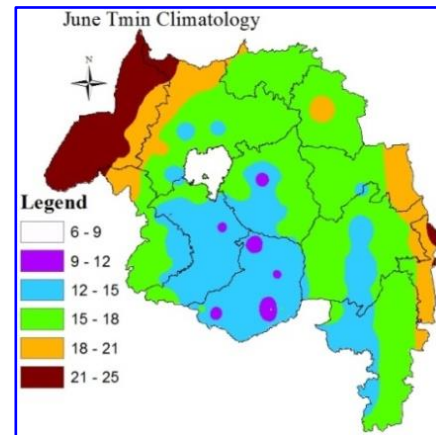 June Tmin Climatology
N
Legend
6 - 9
9 - 12
12 - 15
15 - 18
18 - 21
21 - 25